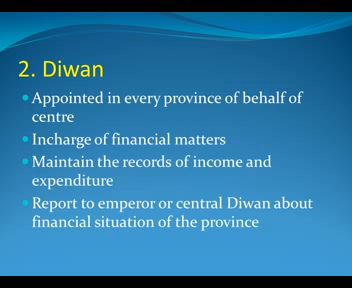 2. Diwan
Appointed in every province of behalf of
centre
Incharge of financial matters
Maintain the records of income and
expenditure
Report to emperor or central Diwan about
financial situation of the province